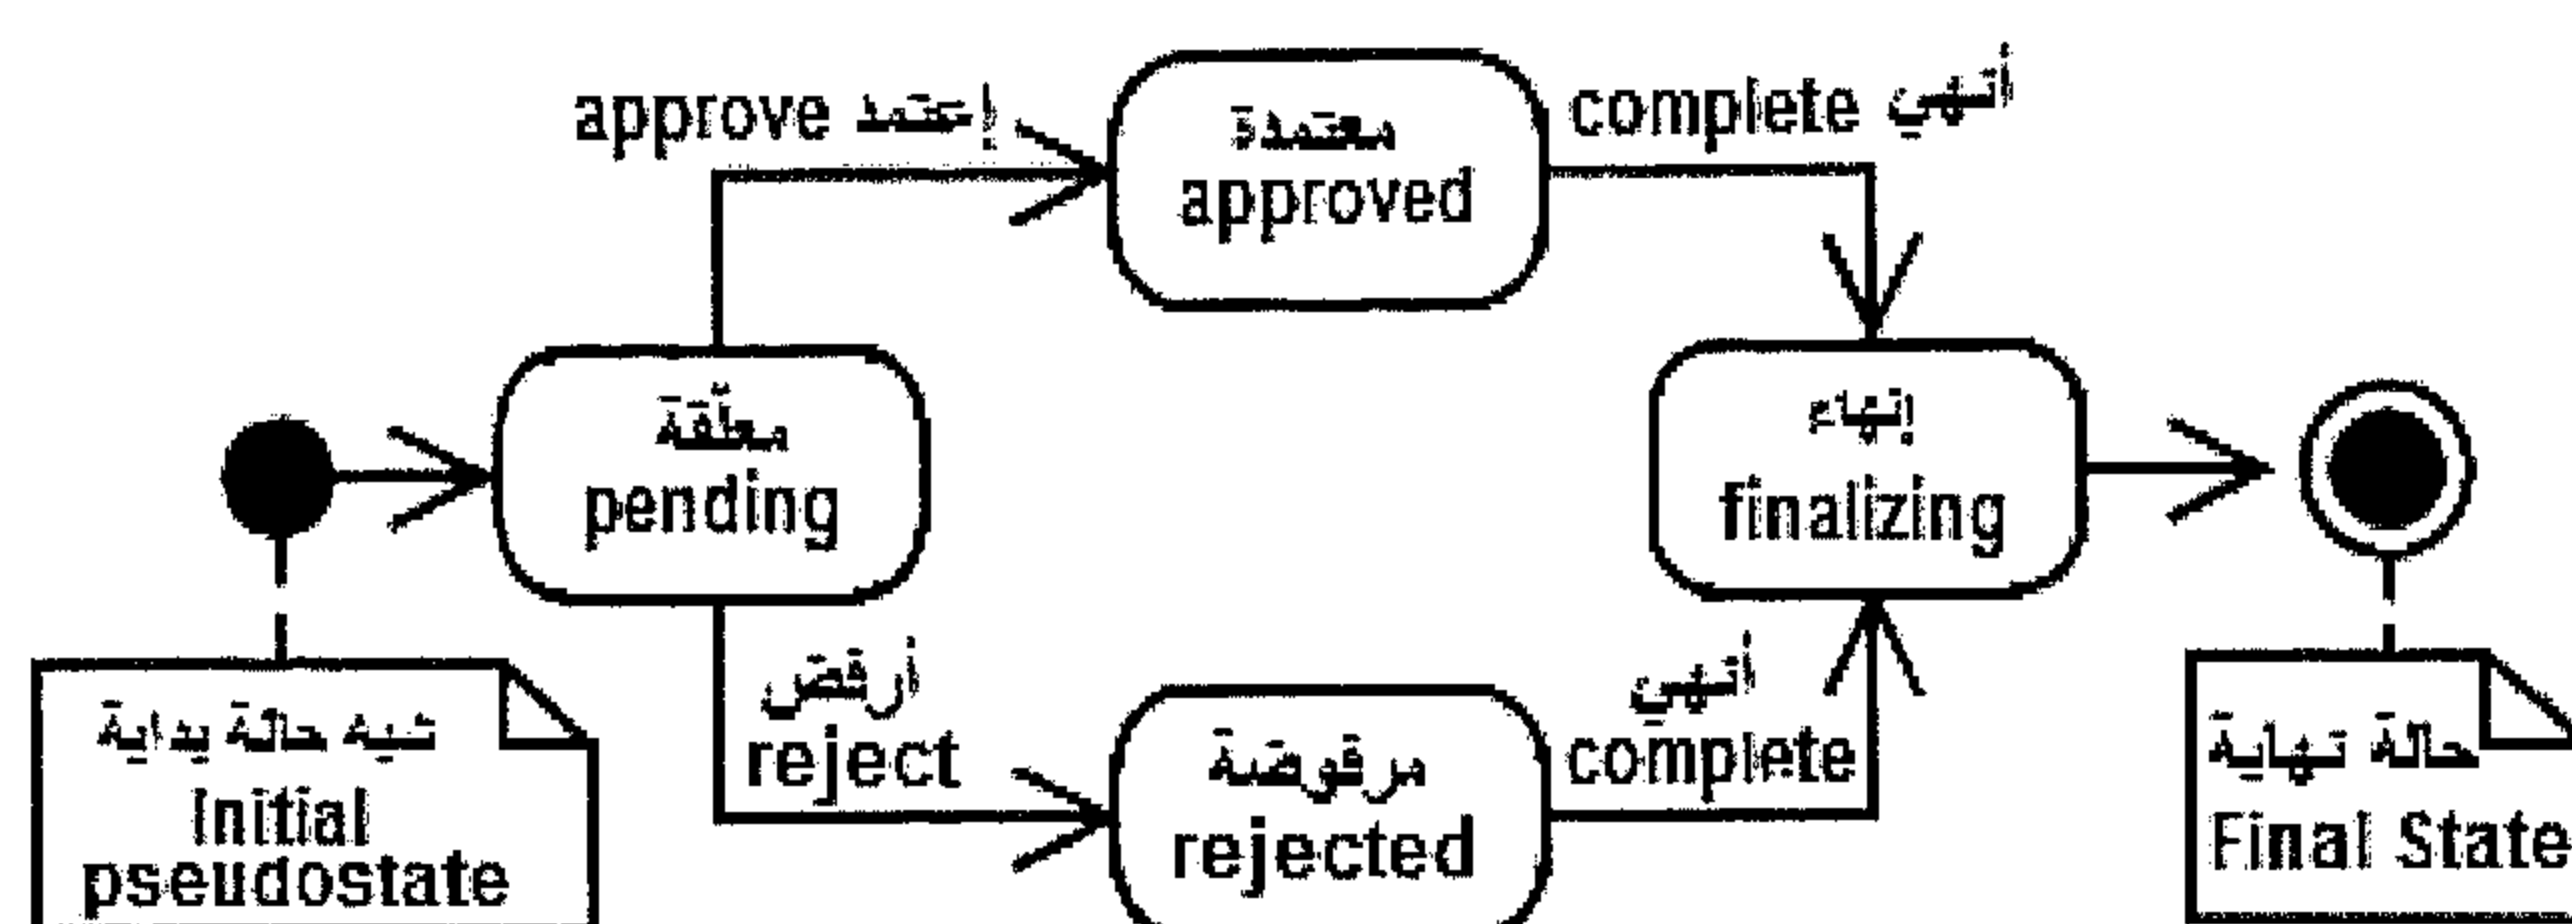 approve إعتمد
معتمدة
approved
complete أنهي
معلّقة
pending
إنهاء
finalizing
أرفض
reject
أنهي
complete
مرفوضة
rejected
شبه حالة بداية
Initial
pseudostate
حالة نهاية
Final State